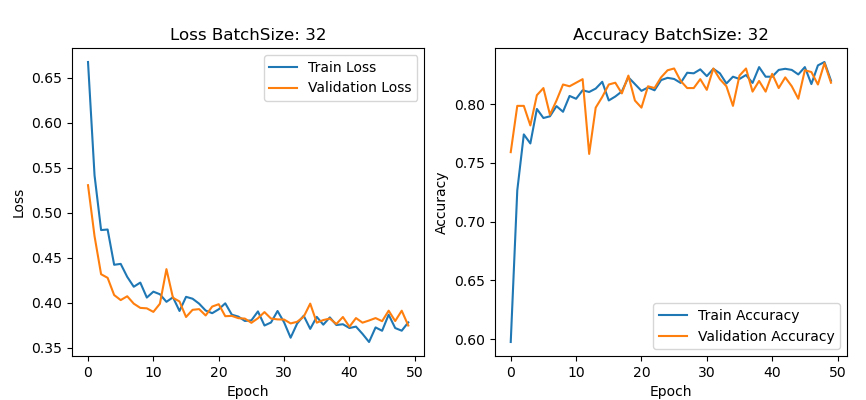 Loss BatchSize: 32
Train Loss
Validation Loss
0.65
0.60
0.55
0.50
0.45
0.40
0.35
Loss
0 10 20 30 40 50
Epoch
Accuracy BatchSize: 32
0.80
0.75
0.70
0.65
0.60
Accuracy
Train Accuracy
Validation Accuracy
0 10 20 30 40 50
Epoch